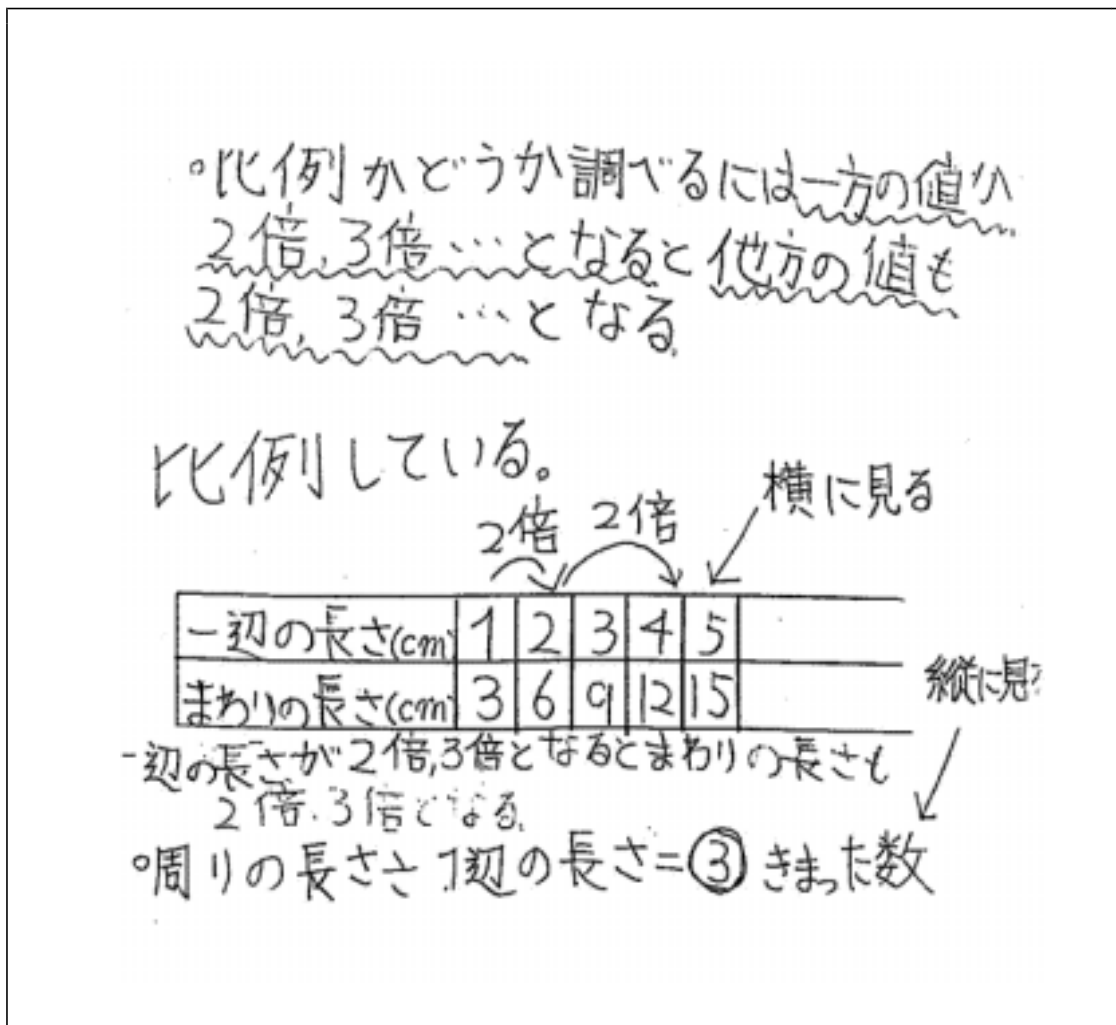 ・比例かどうか調べるには一方の値が
2倍,3倍…となると他方の値も
2倍,3倍…となる。
比例している。
2倍 2倍 横に見る
一辺の長さ(cm) 1 2 3 4 5
まわりの長さ(cm) 3 6 9 12 15
縦に見る
一辺の長さが2倍,3倍となるとまわりの長さも
2倍、3倍となる。
・周りの長さ 1辺の長さ=③きまった数